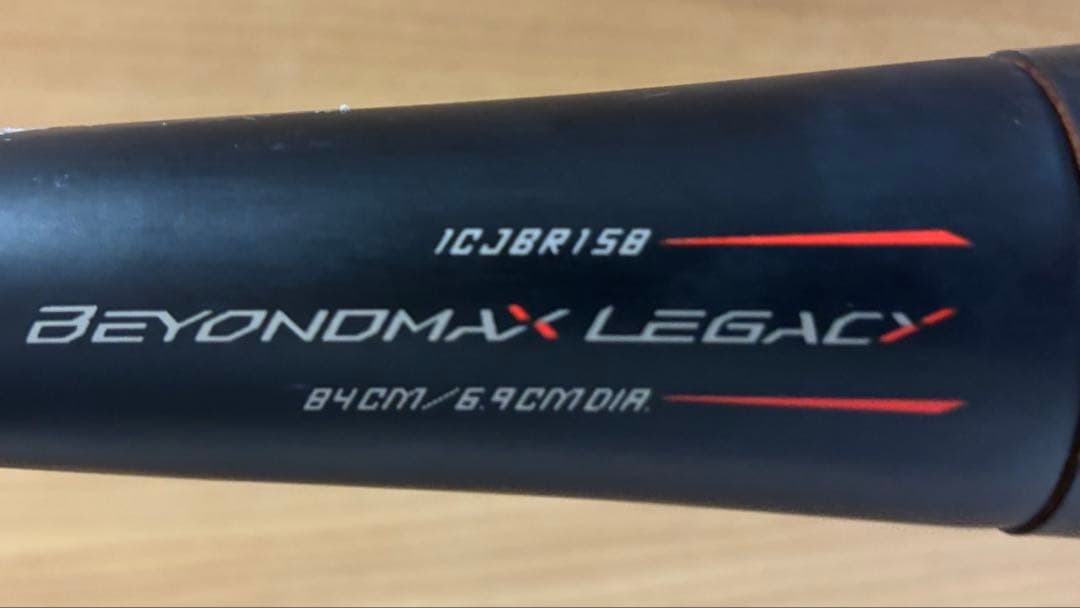 1CJBR158
BEYONDMAX LEGACY
84CM/6.9CMDIA.